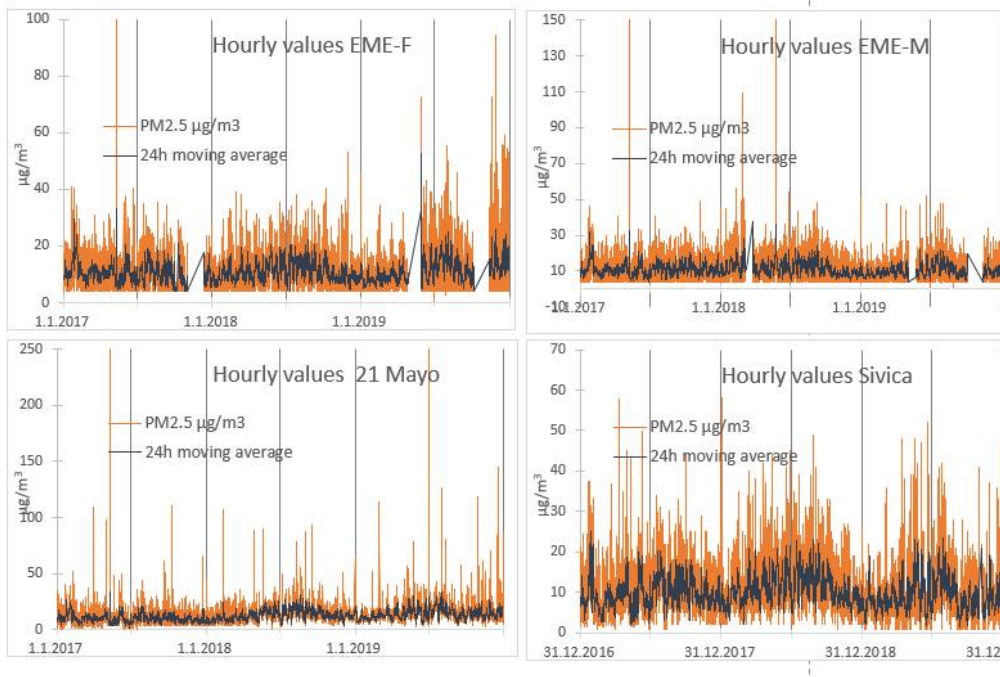 Hourly values EME-F
100
80
60
40
20
0
µg/m³
PM2.5 µg/m3
24h moving average
1.1.2017
1.1.2018
1.1.2019
Hourly values EME-M
150
130
110
90
70
50
30
10
-10
µg/m³
PM2.5 µg/m3
24h moving average
1.1.2017
1.1.2018
1.1.2019
Hourly values 21 Mayo
250
200
150
100
50
0
µg/m³
PM2.5 µg/m3
24h moving average
1.1.2017
1.1.2018
1.1.2019
Hourly values Sivica
70
60
50
40
30
20
10
0
µg/m³
PM2.5 µg/m3
24h moving average
31.12.2016
31.12.2017
31.12.2018
31.12